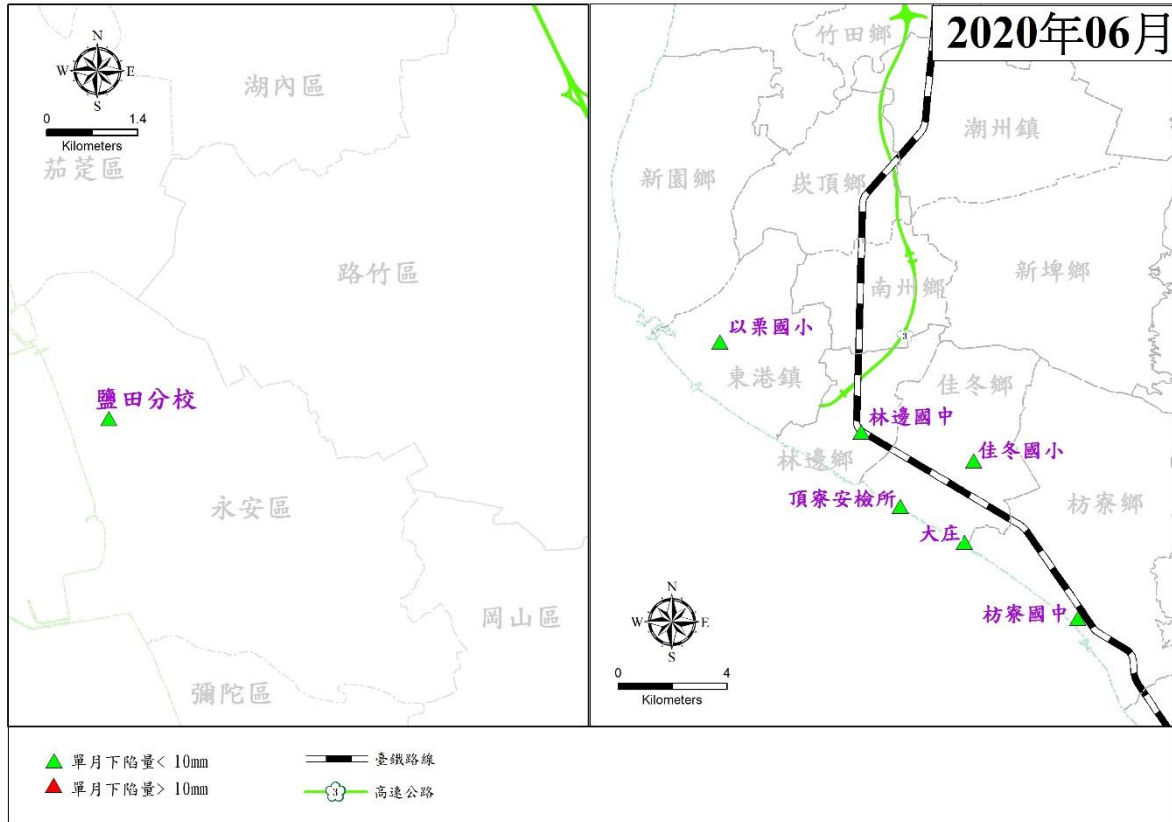 2020年06月
N
W
E
S
0
1.4
Kilometers
湖內區
茄萣區
路竹區
鹽田分校
永安區
岡山區
彌陀區
竹田鄉
潮州鎮
新園鄉
崁頂鄉
新埤鄉
南州鄉
以栗國小
3
東港鎮
佳冬鄉
林邊國中
林邊鄉
佳冬國小
頂寮安檢所
枋寮鄉
大庄
枋寮國中
N
W
E
S
0
4
Kilometers
單月下陷量< 10mm
單月下陷量> 10mm
臺鐵路線
3
高速公路